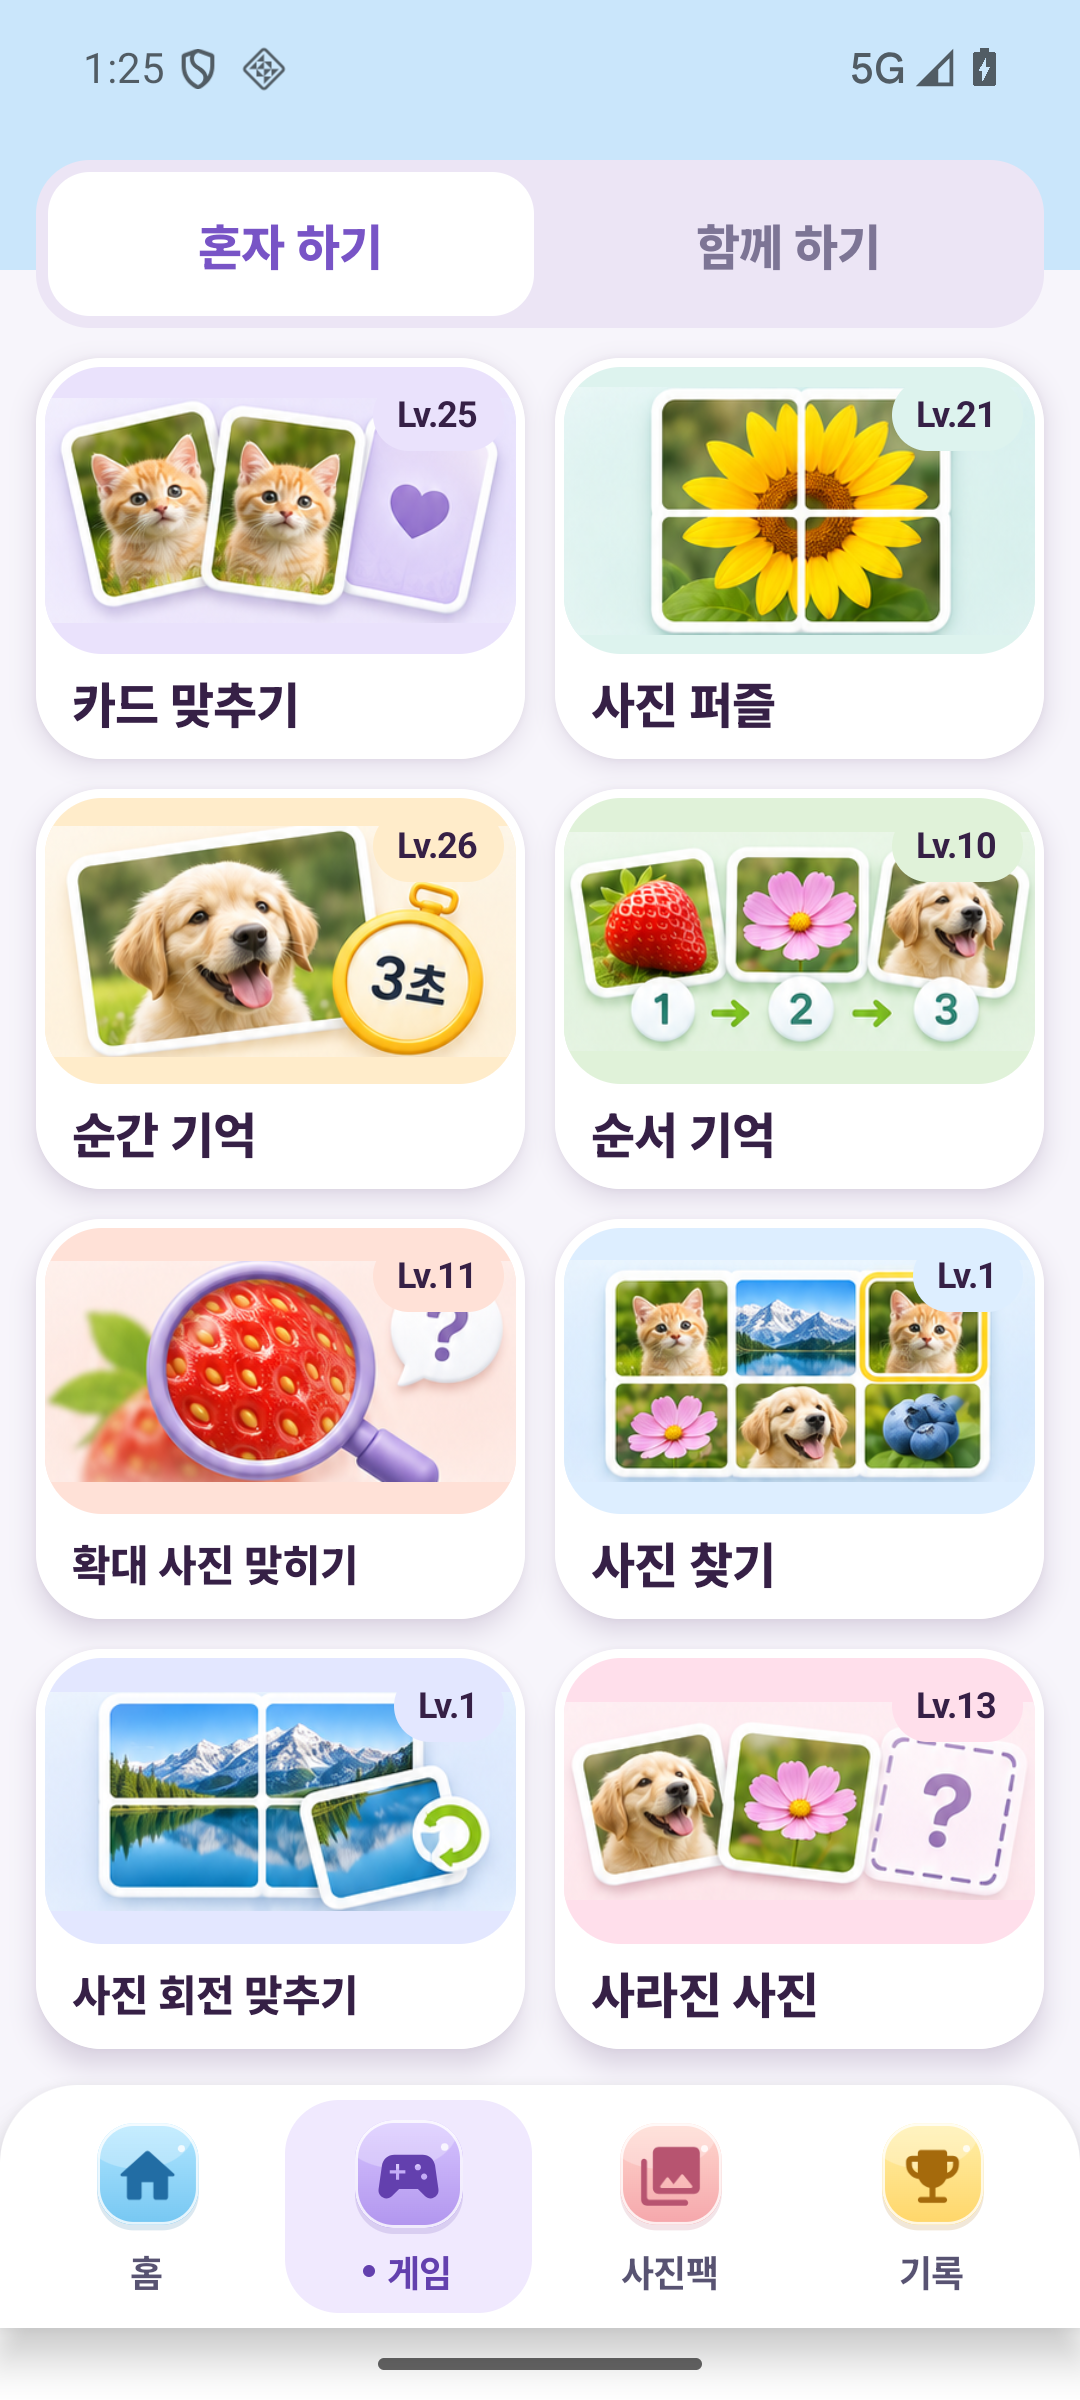 1:25
5G
혼자 하기
함께 하기
Lv.25
Lv.21
카드 맞추기
사진 퍼즐
Lv.26
3초
Lv.10
1 → 2 → 3
순간 기억
순서 기억
Lv.11
?
Lv.1
확대 사진 맞히기
사진 찾기
Lv.1
Lv.13
?
사진 회전 맞추기
사라진 사진
홈
• 게임
사진팩
기록